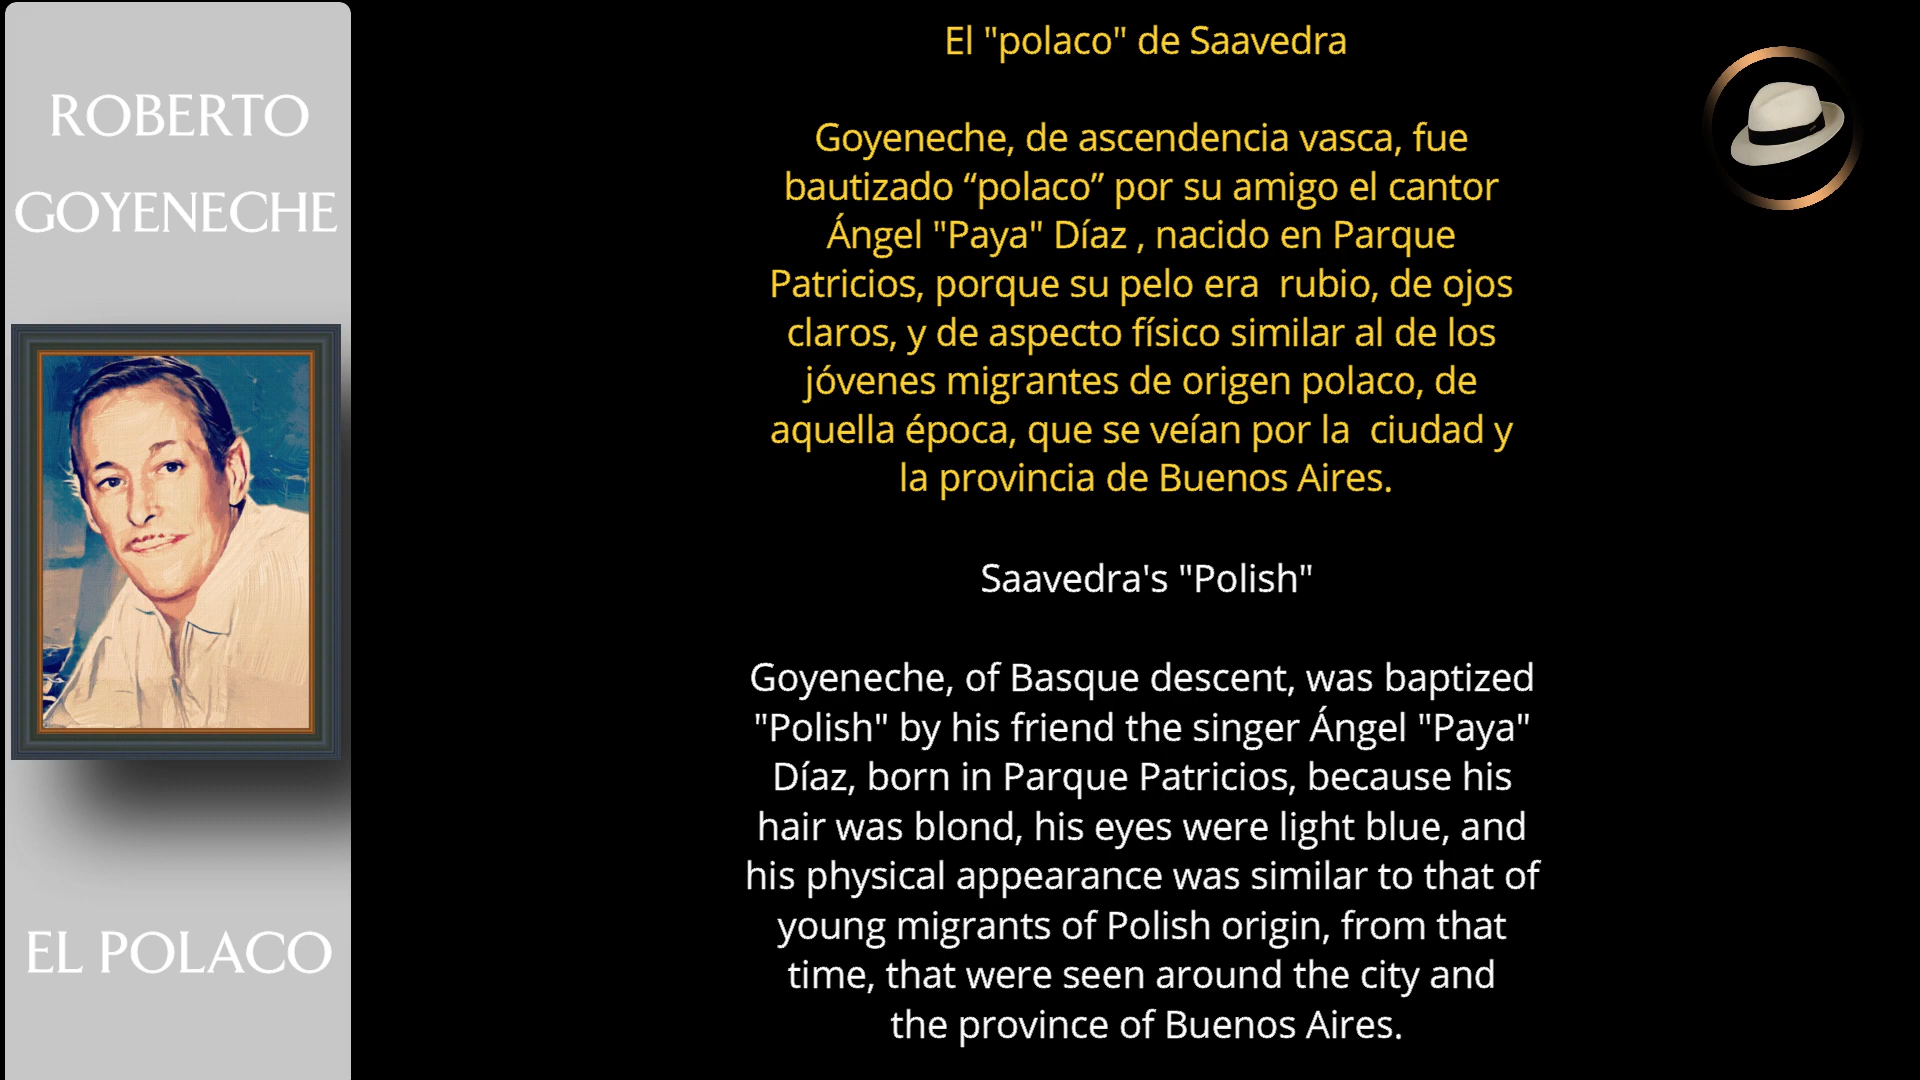 ROBERTO
GOYENECHE
EL POLACO
El "polaco" de Saavedra
Goyeneche, de ascendencia vasca, fue
bautizado “polaco” por su amigo el cantor
Ángel "Paya" Díaz , nacido en Parque
Patricios, porque su pelo era  rubio, de ojos
claros, y de aspecto físico similar al de los
jóvenes migrantes de origen polaco, de
aquella época, que se veían por la  ciudad y
la provincia de Buenos Aires.
Saavedra's "Polish"
Goyeneche, of Basque descent, was baptized
"Polish" by his friend the singer Ángel "Paya"
Díaz, born in Parque Patricios, because his
hair was blond, his eyes were light blue, and
his physical appearance was similar to that of
young migrants of Polish origin, from that
time, that were seen around the city and
the province of Buenos Aires.